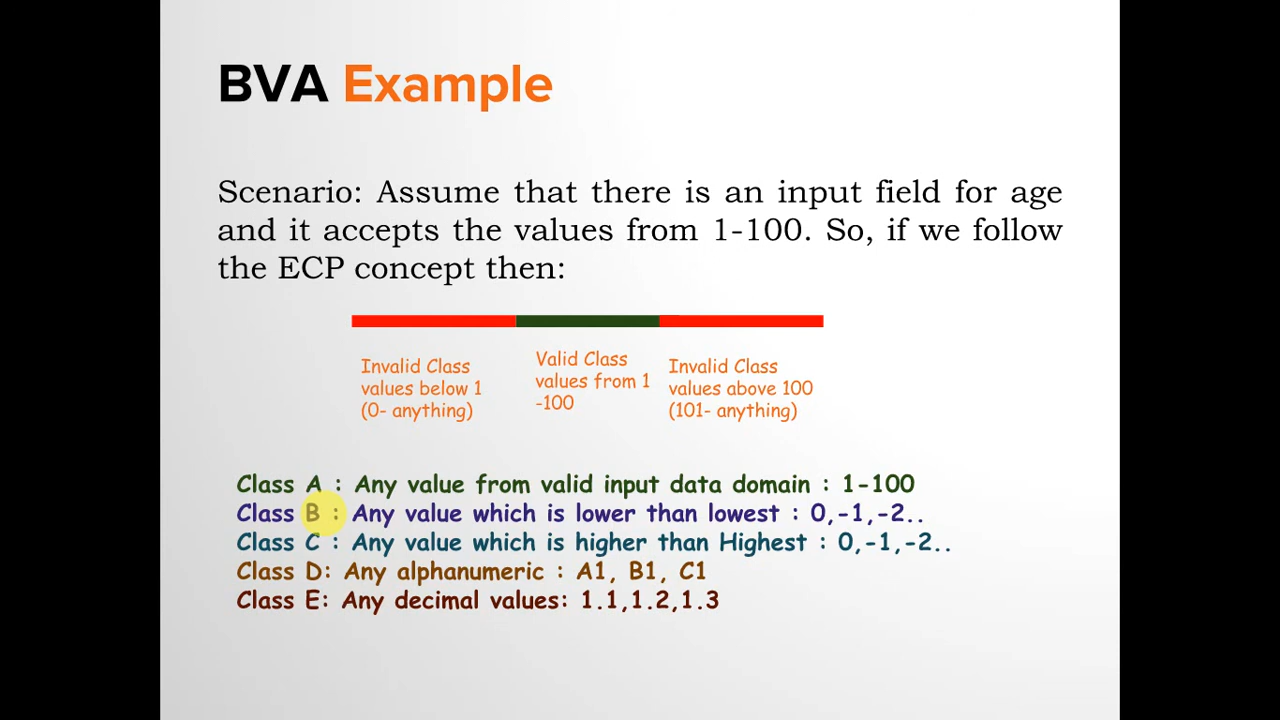 BVA Example
Scenario: Assume that there is an input field for age
and it accepts the values from 1-100. So, if we follow
the ECP concept then:
Invalid Class
values below 1
(0- anything)
Valid Class
values from 1
-100
Invalid Class
values above 100
(101- anything)
Class A : Any value from valid input data domain : 1-100
Class B : Any value which is lower than lowest : 0,-1,-2..
Class C : Any value which is higher than Highest : 0,-1,-2..
Class D: Any alphanumeric : A1, B1, C1
Class E: Any decimal values: 1.1,1.2,1.3